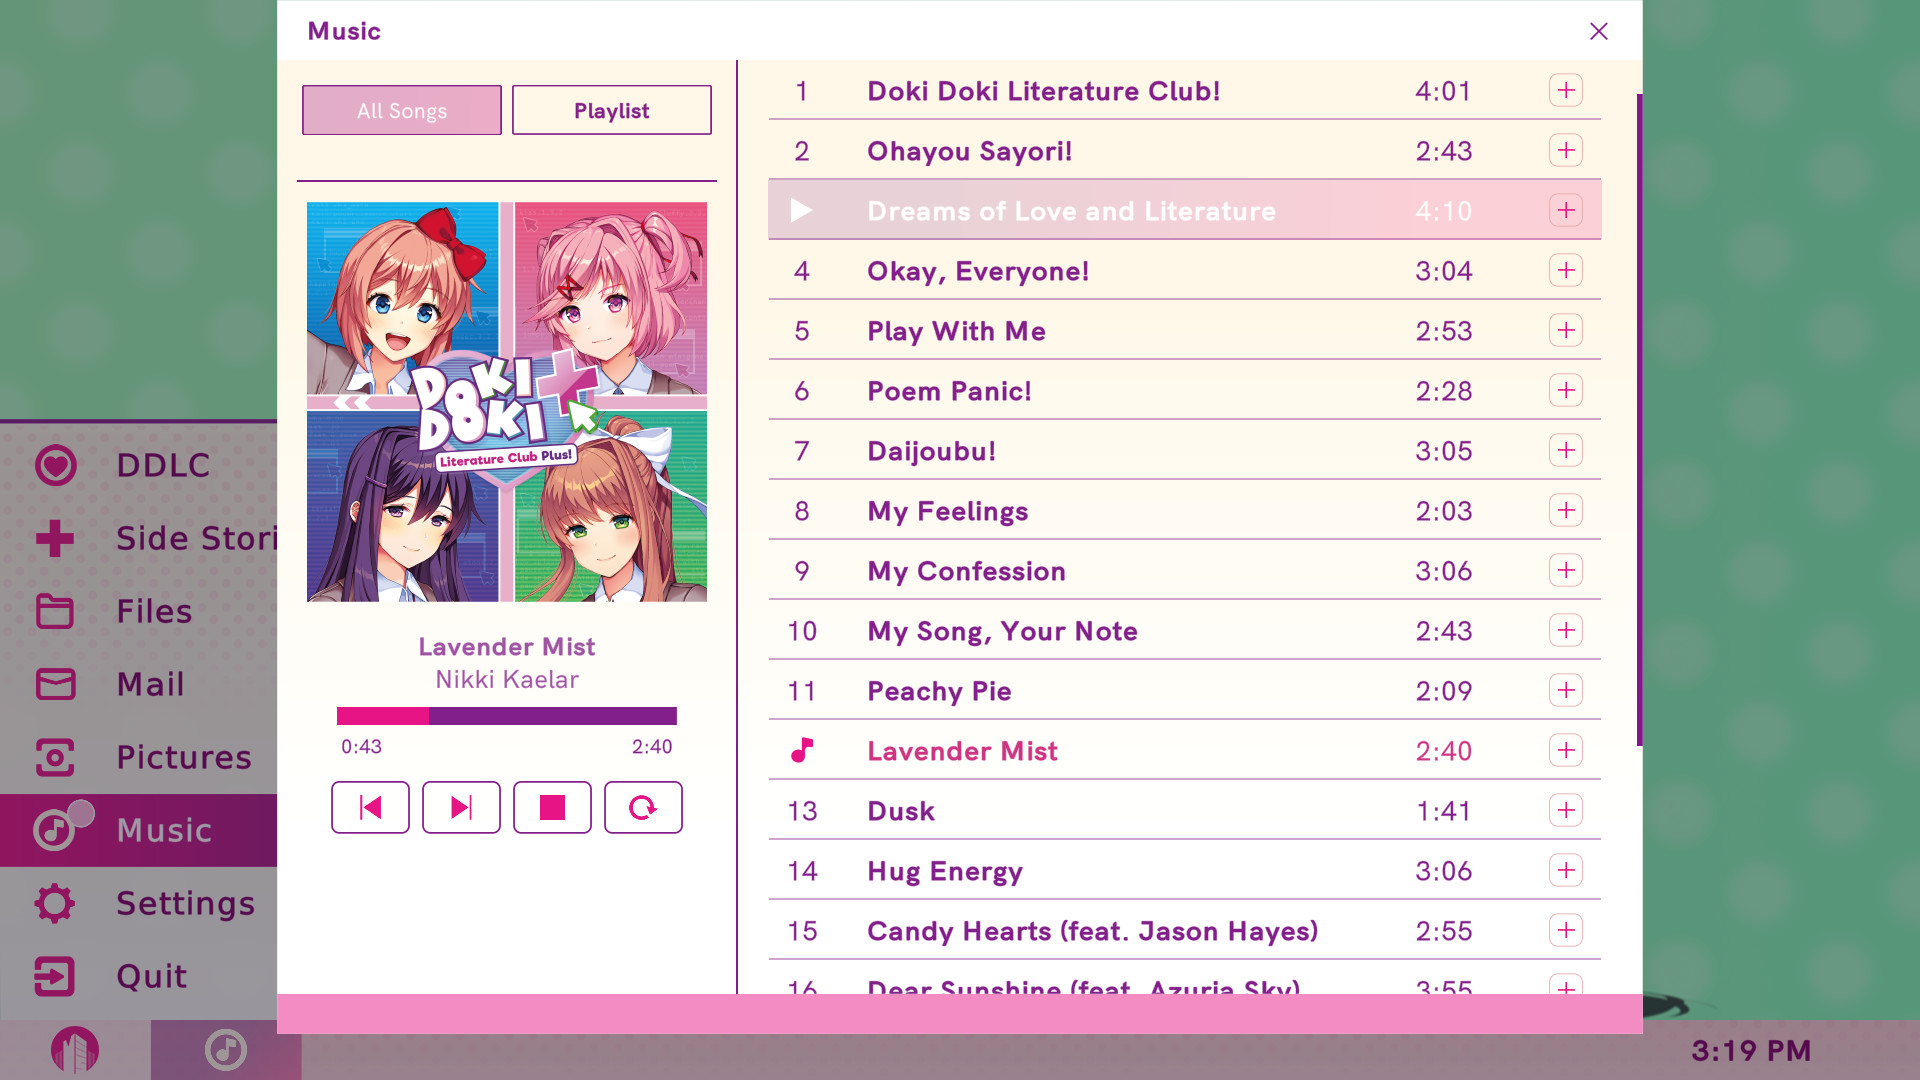 Music
All Songs
Playlist
DOKI
DOKI
Literature Club Plus!
Lavender Mist
Nikki Kaelar
0:43 2:40
1 Doki Doki Literature Club! 4:01
2 Ohayou Sayori! 2:43
Dreams of Love and Literature 4:10
4 Okay, Everyone! 3:04
5 Play With Me 2:53
6 Poem Panic! 2:28
7 Daijoubu! 3:05
8 My Feelings 2:03
9 My Confession 3:06
10 My Song, Your Note 2:43
11 Peachy Pie 2:09
Lavender Mist 2:40
13 Dusk 1:41
14 Hug Energy 3:06
15 Candy Hearts (feat. Jason Hayes) 2:55
16 Dear Sunshine (feat. Azuria Sky) 3:55
DDLC
Side Stori
Files
Mail
Pictures
Music
Settings
Quit
3:19 PM